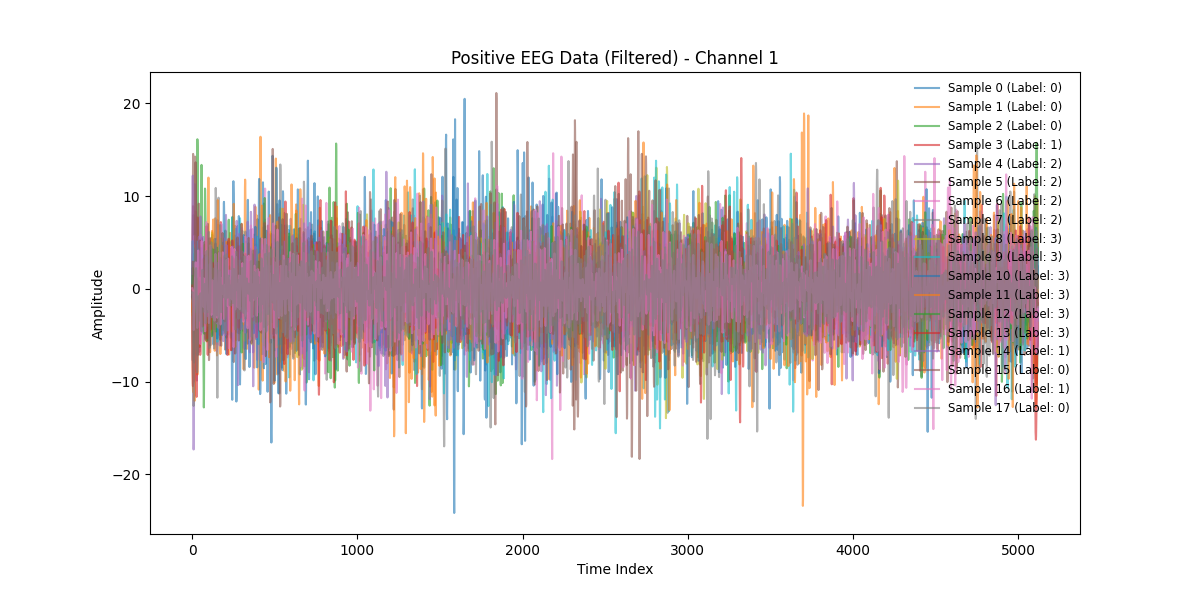 Positive EEG Data (Filtered) - Channel 1
20
10
0
−10
−20
Amplitude
0
1000
2000
3000
4000
5000
Time Index
Sample 0 (Label: 0)
Sample 1 (Label: 0)
Sample 2 (Label: 0)
Sample 3 (Label: 1)
Sample 4 (Label: 2)
Sample 5 (Label: 2)
Sample 6 (Label: 2)
Sample 7 (Label: 2)
Sample 8 (Label: 3)
Sample 9 (Label: 3)
Sample 10 (Label: 3)
Sample 11 (Label: 3)
Sample 12 (Label: 3)
Sample 13 (Label: 3)
Sample 14 (Label: 1)
Sample 15 (Label: 0)
Sample 16 (Label: 1)
Sample 17 (Label: 0)